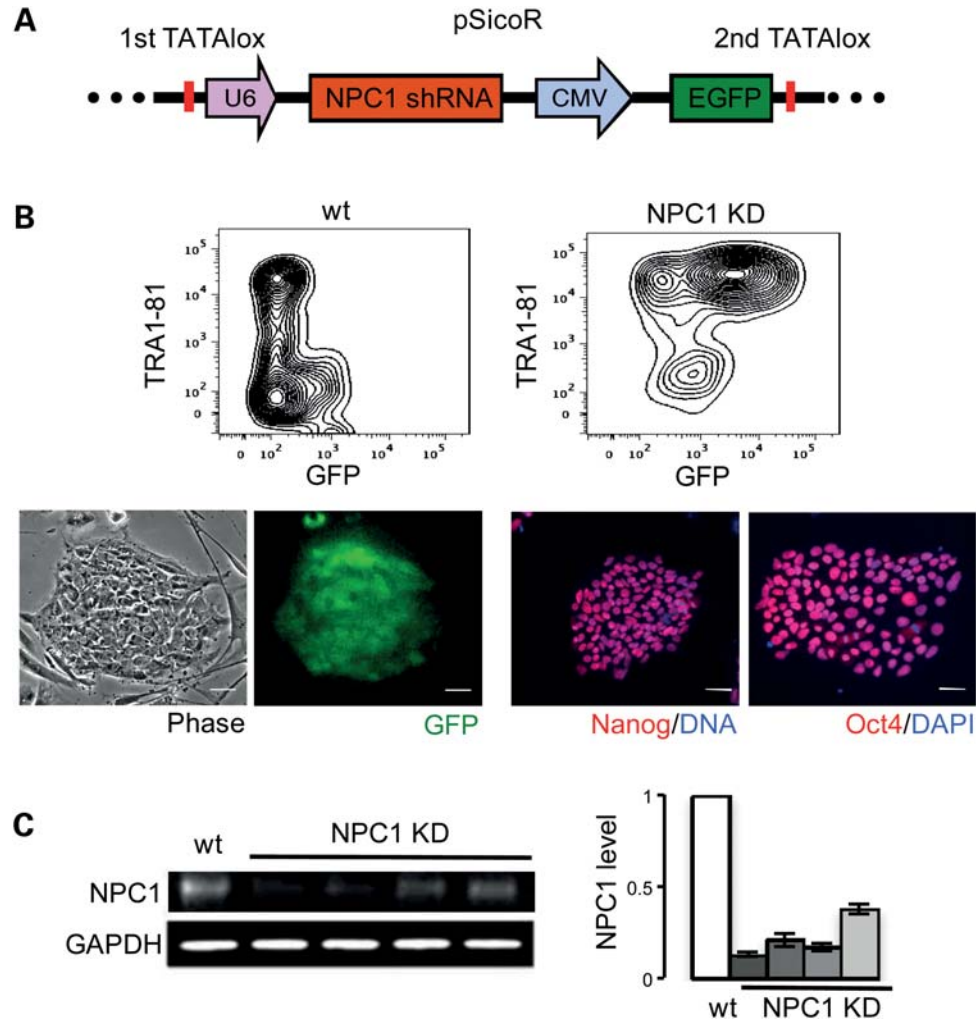 A
pSicoR
1st TATAlox
2nd TATAlox
U6
NPC1 shRNA
CMV
EGFP
B
wt
NPC1 KD
TRA1-81
10⁵
10⁴
10³
10²
0
0 10² 10³ 10⁴ 10⁵
GFP
TRA1-81
10⁵
10⁴
10³
10²
0
0 10² 10³ 10⁴ 10⁵
GFP
Phase
GFP
Nanog/DNA
Oct4/DAPI
C
wt
NPC1 KD
NPC1
GAPDH
NPC1 level
1
0.5
0
wt
NPC1 KD